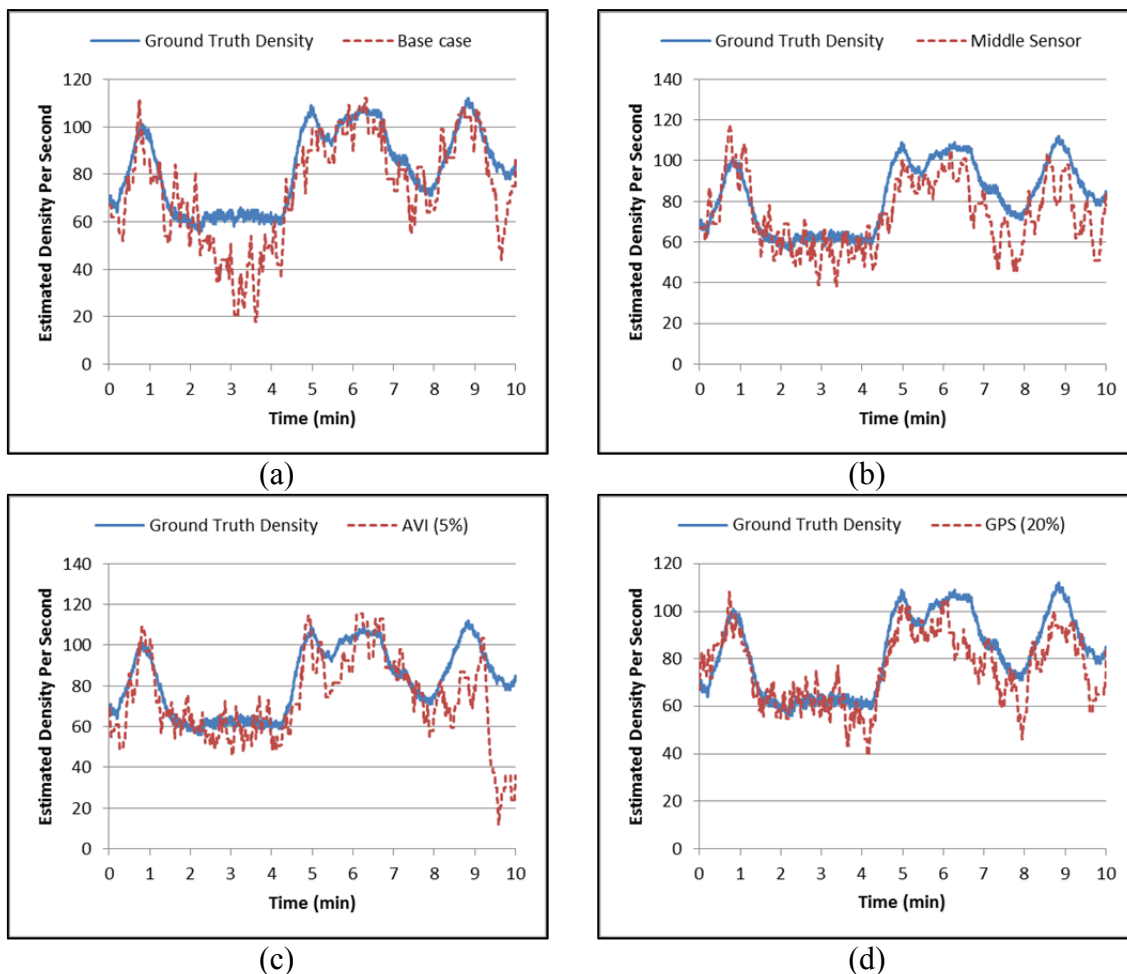 Ground Truth Density Base case
Estimated Density Per Second
120
100
80
60
40
20
0
0 1 2 3 4 5 6 7 8 9 10
Time (min)
(a)
Ground Truth Density Middle Sensor
Estimated Density Per Second
140
120
100
80
60
40
20
0
0 1 2 3 4 5 6 7 8 9 10
Time (min)
(b)
Ground Truth Density AVI (5%)
Estimated Density Per Second
140
120
100
80
60
40
20
0
0 1 2 3 4 5 6 7 8 9 10
Time (min)
(c)
Ground Truth Density GPS (20%)
Estimated Density Per Second
120
100
80
60
40
20
0
0 1 2 3 4 5 6 7 8 9 10
Time (min)
(d)